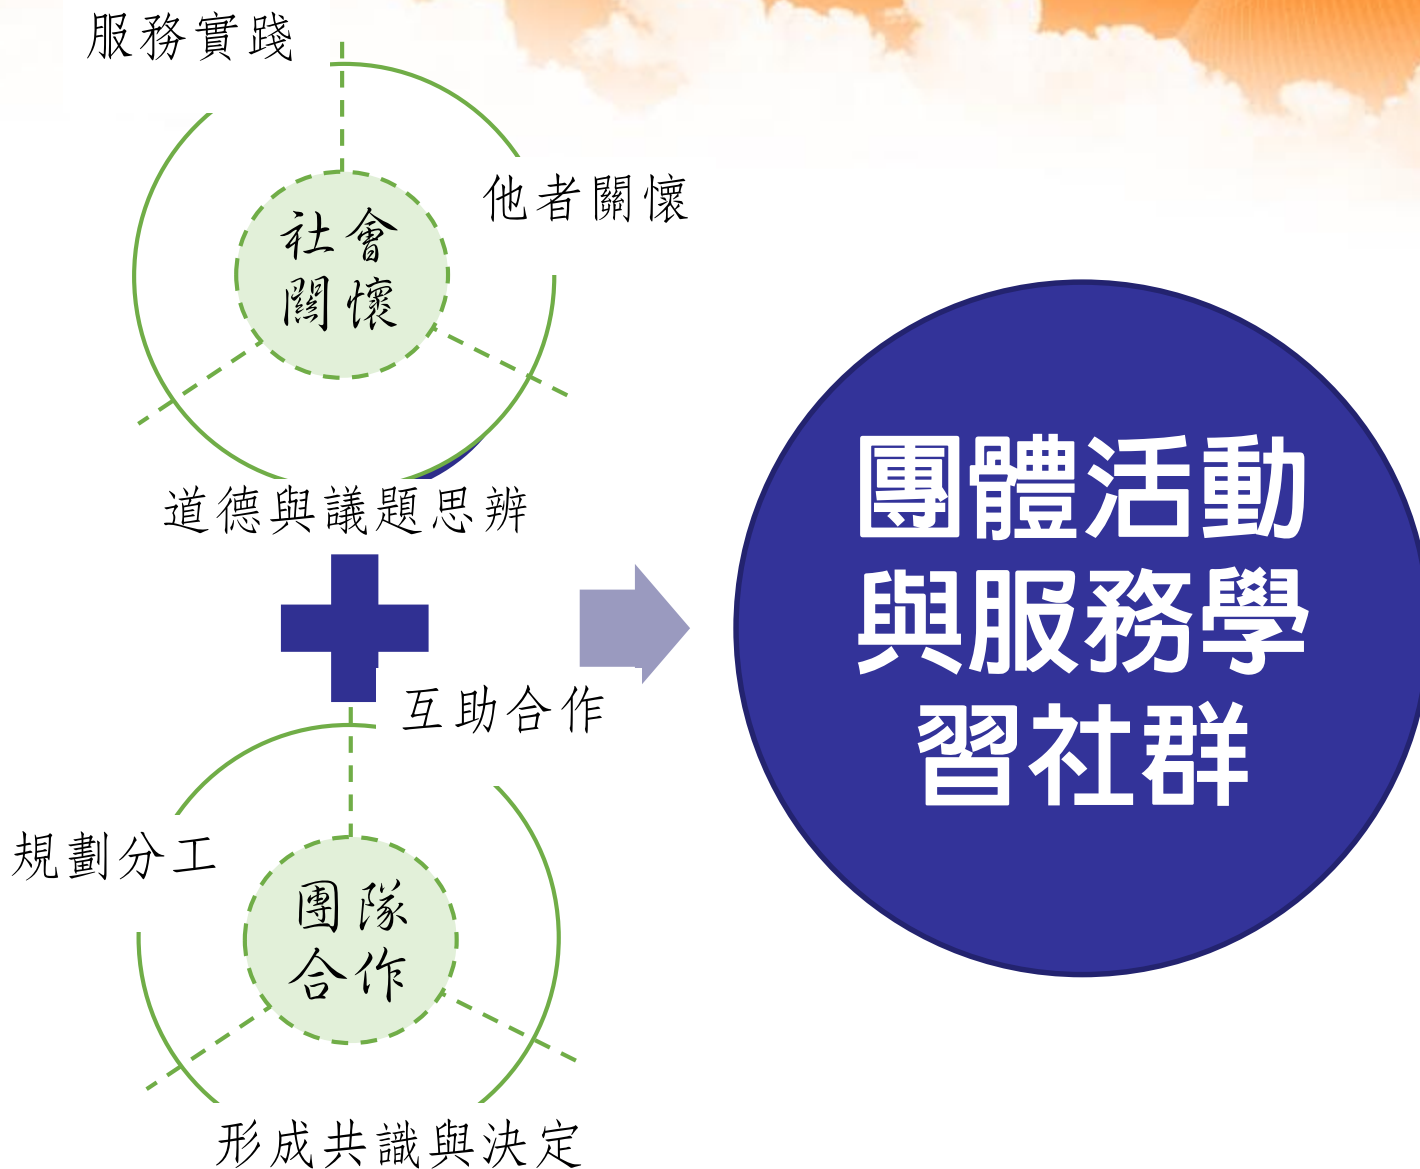 服務實踐
他者關懷
社會
關懷
道德與議題思辨
互助合作
規劃分工
團隊
合作
形成共識與決定
團體活動
與服務學
習社群